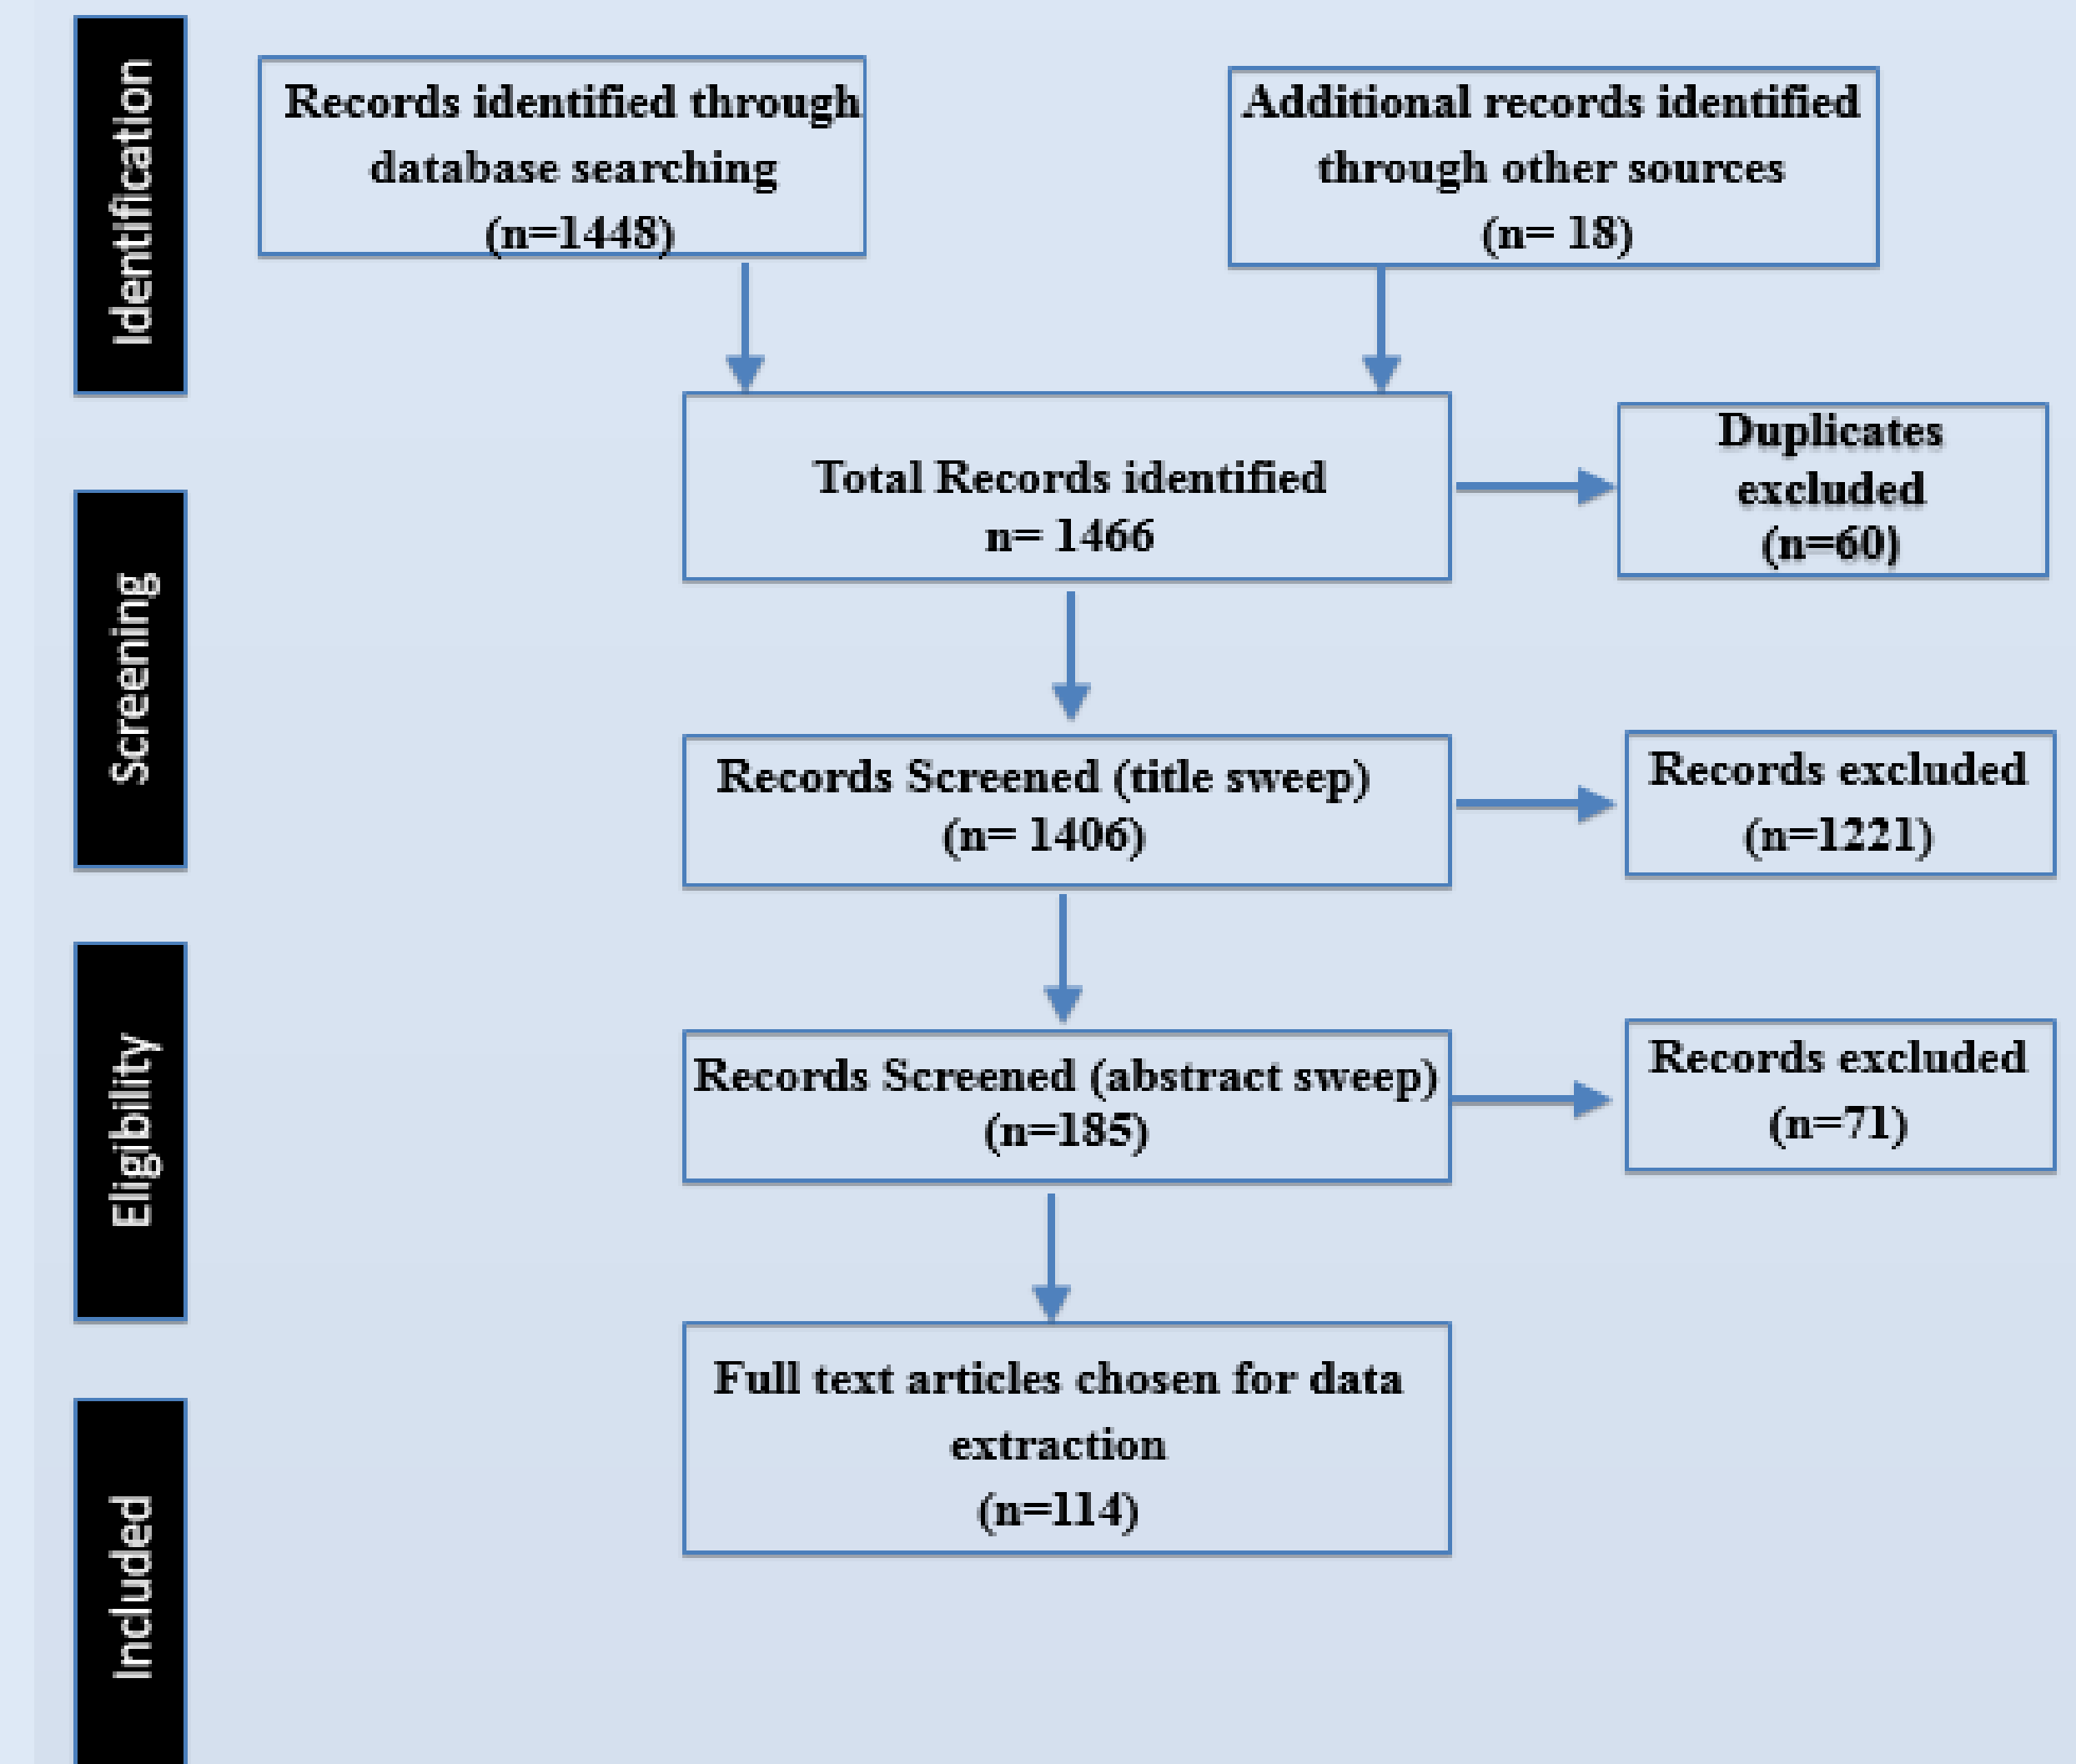 Identification
Records identified through
database searching
(n=1448)
Additional records identified
through other sources
(n= 18)
Total Records identified
n= 1466
Duplicates
excluded
(n=60)
Screening
Records Screened (title sweep)
(n= 1406)
Records excluded
(n=1221)
Eligibility
Records Screened (abstract sweep)
(n=185)
Records excluded
(n=71)
Full text articles chosen for data
extraction
(n=114)
Included